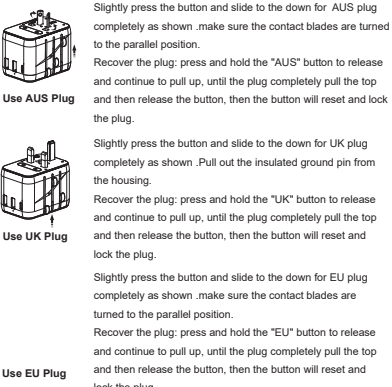 Slightly press the button and slide to the down for AUS plug
completely as shown .make sure the contact blades are turned
to the parallel position.
Recover the plug: press and hold the "AUS" button to release
and continue to pull up, until the plug completely pull the top
and then release the button, then the button will reset and lock
the plug.
Use AUS Plug
Slightly press the button and slide to the down for UK plug
completely as shown .Pull out the insulated ground pin from
the housing.
Recover the plug: press and hold the "UK" button to release
and continue to pull up, until the plug completely pull the top
and then release the button, then the button will reset and
lock the plug.
Use UK Plug
Slightly press the button and slide to the down for EU plug
completely as shown .make sure the contact blades are
turned to the parallel position.
Recover the plug: press and hold the "EU" button to release
and continue to pull up, until the plug completely pull the top
and then release the button, then the button will reset and
lock the plug.
Use EU Plug